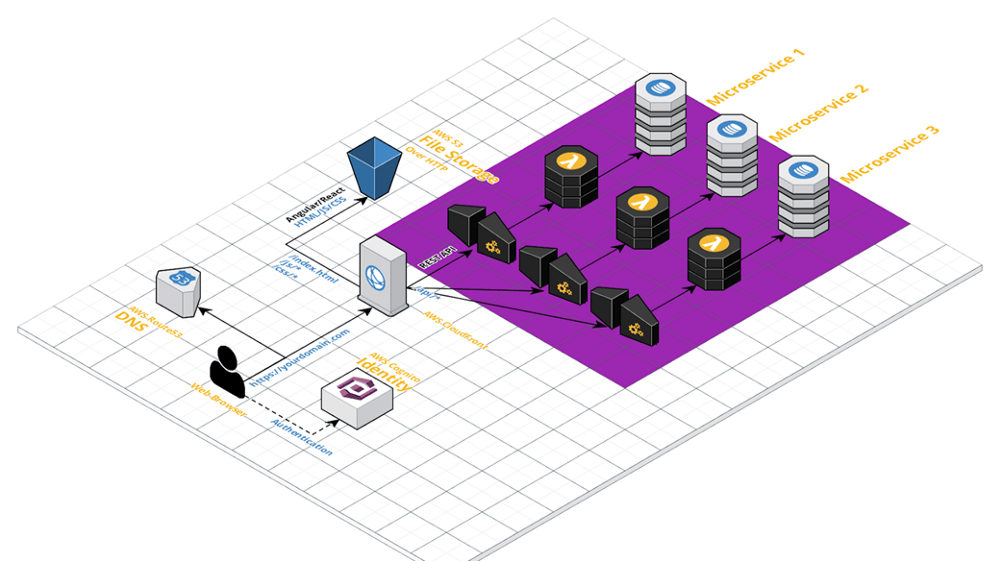 Microservice 1
Microservice 2
Microservice 3
AWS S3
File Storage
Over HTTp
Angular/React
HTML/JS/CSS
/index.html
/js/*
/css/*
REST/API
/api/*
AWS-CloudFront
53
AWS-Route53
DNS
https://yourdomain.com
Web-Browser
AWS Cognito
Identity
Authentication